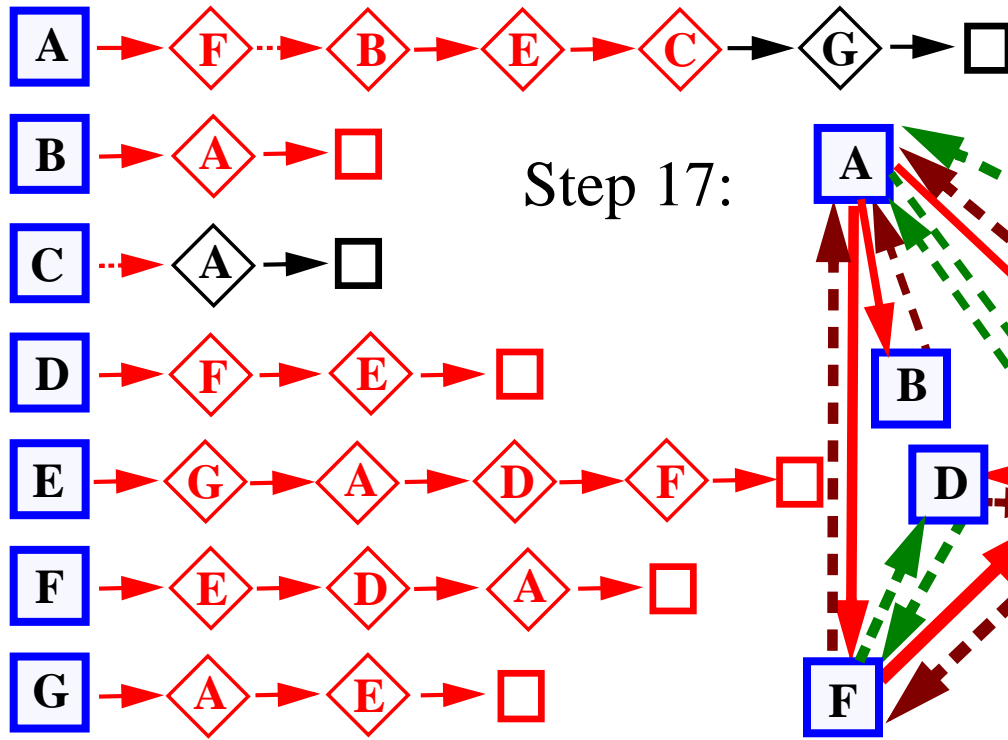 A F B E C G
B A
Step 17:
A
C A
D F E
B
E G A D F
D
F E D A
G A E
F